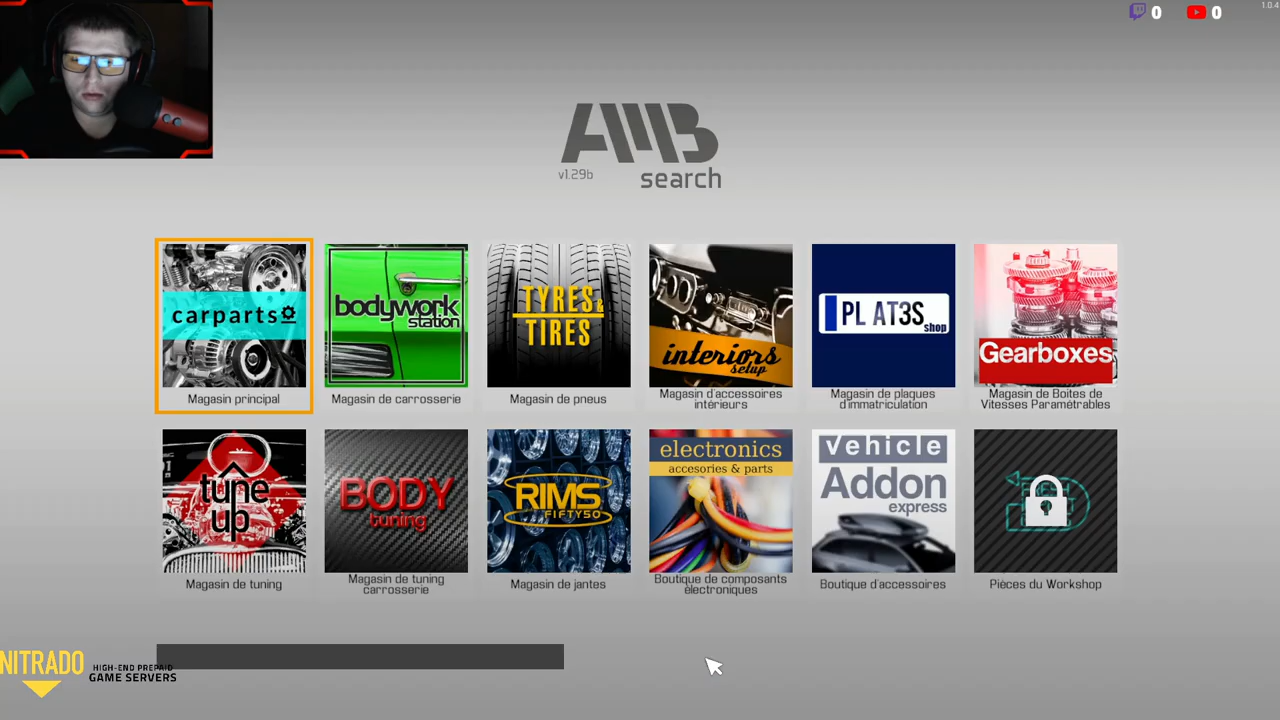 0 0 1.0.4
AMB
v1.29b search
carparts
Magasin principal
bodywork
station
Magasin de carrosserie
TYRES&
TIRES
Magasin de pneus
interiors
setup
Magasin d'accessoires
intérieurs
PL AT3S
shop
Magasin de plaques
d'immatriculation
Gearboxes
Magasin de Boites de
Vitesses Paramétrables
tune
up
Magasin de tuning
BODY
tuning
Magasin de tuning
carrosserie
RIMS
FIFTY50
Magasin de jantes
electronics
accesories & parts
Boutique de composants
électroniques
vehicle
Addon
express
Boutique d'accessoires
Pièces du Workshop
NITRADO
HIGH-END PREPAID
GAME SERVERS